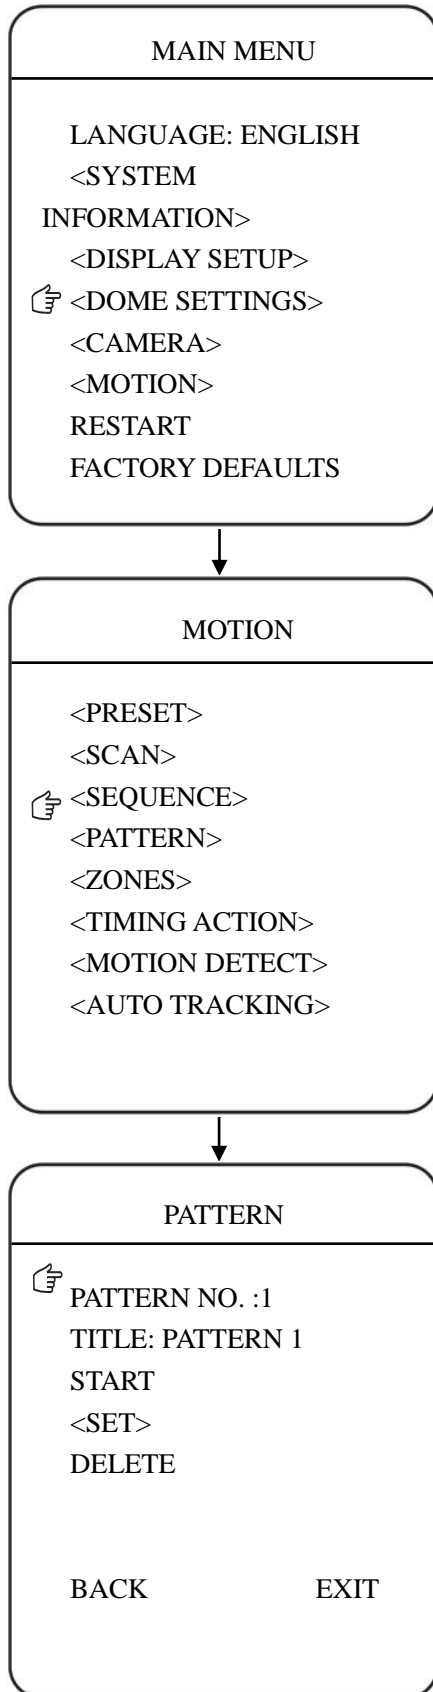 MAIN MENU
LANGUAGE: ENGLISH
<SYSTEM
INFORMATION>
<DISPLAY SETUP>
<DOME SETTINGS>
<CAMERA>
<MOTION>
RESTART
FACTORY DEFAULTS
MOTION
<PRESET>
<SCAN>
<SEQUENCE>
<PATTERN>
<ZONES>
<TIMING ACTION>
<MOTION DETECT>
<AUTO TRACKING>
PATTERN
PATTERN NO. :1
TITLE: PATTERN 1
START
<SET>
DELETE
BACK EXIT